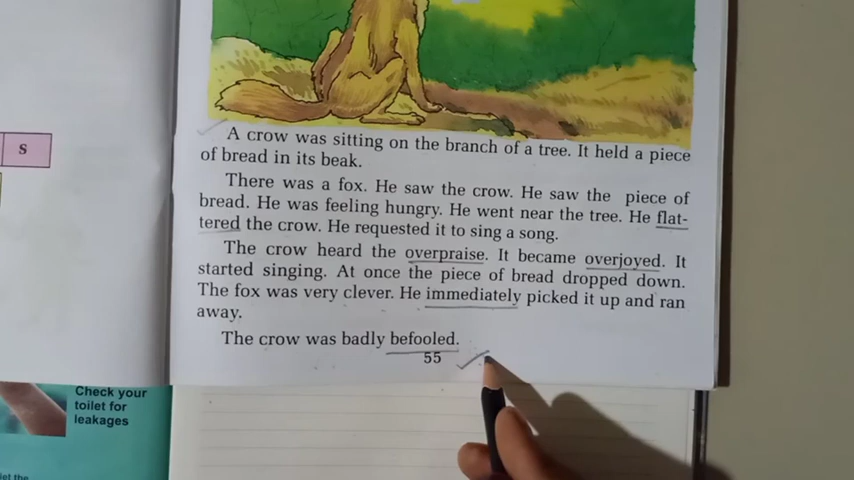 s
A crow was sitting on the branch of a tree. It held a piece
of bread in its beak.
There was a fox. He saw the crow. He saw the piece of
bread. He was feeling hungry. He went near the tree. He flat-
tered the crow. He requested it to sing a song.
The crow heard the overpraise. It became overjoyed. It
started singing. At once the piece of bread dropped down.
The fox was very clever. He immediately picked it up and ran
away.
The crow was badly befooled.
55
Check your
toilet for
leakages
let the